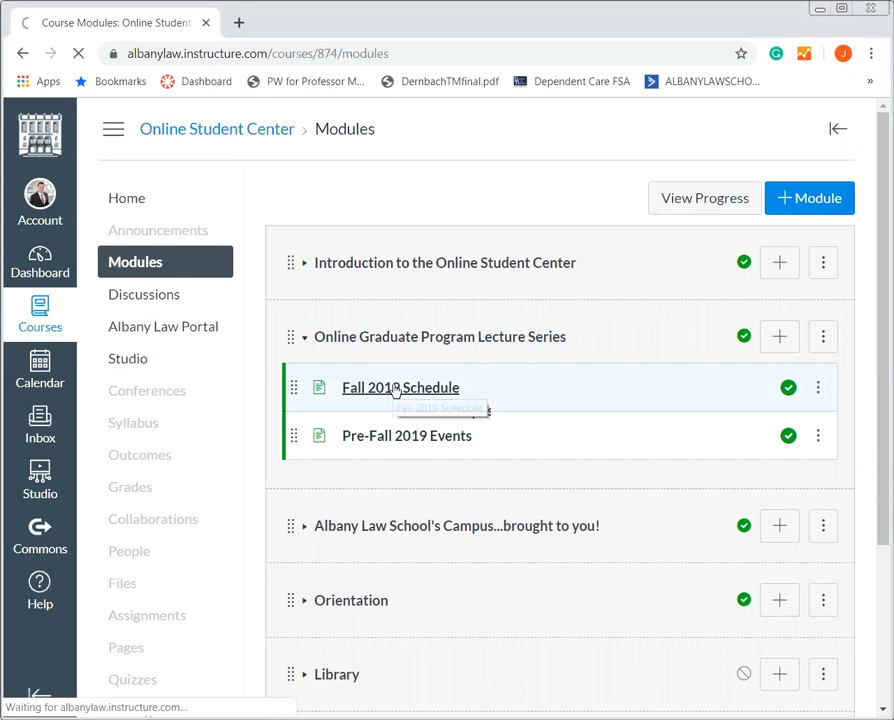 Course Modules: Online Student
albanylaw.instructure.com/courses/874/modules
J
Apps
Bookmarks
Dashboard
PW for Professor M...
DernbachTMfinal.pdf
Dependent Care FSA
ALBANYLAWSCHO...
»
Online Student Center › Modules
Account
Dashboard
Courses
Calendar
Inbox
Studio
Commons
Help
Home
Announcements
Modules
Discussions
Albany Law Portal
Studio
Conferences
Syllabus
Outcomes
Grades
Collaborations
People
Files
Assignments
Pages
Quizzes
View Progress
+ Module
Introduction to the Online Student Center
Online Graduate Program Lecture Series
Fall 2019 Schedule
Fall 2019 Schedule
Pre-Fall 2019 Events
Albany Law School's Campus...brought to you!
Orientation
Library
Waiting for albanylaw.instructure.com...